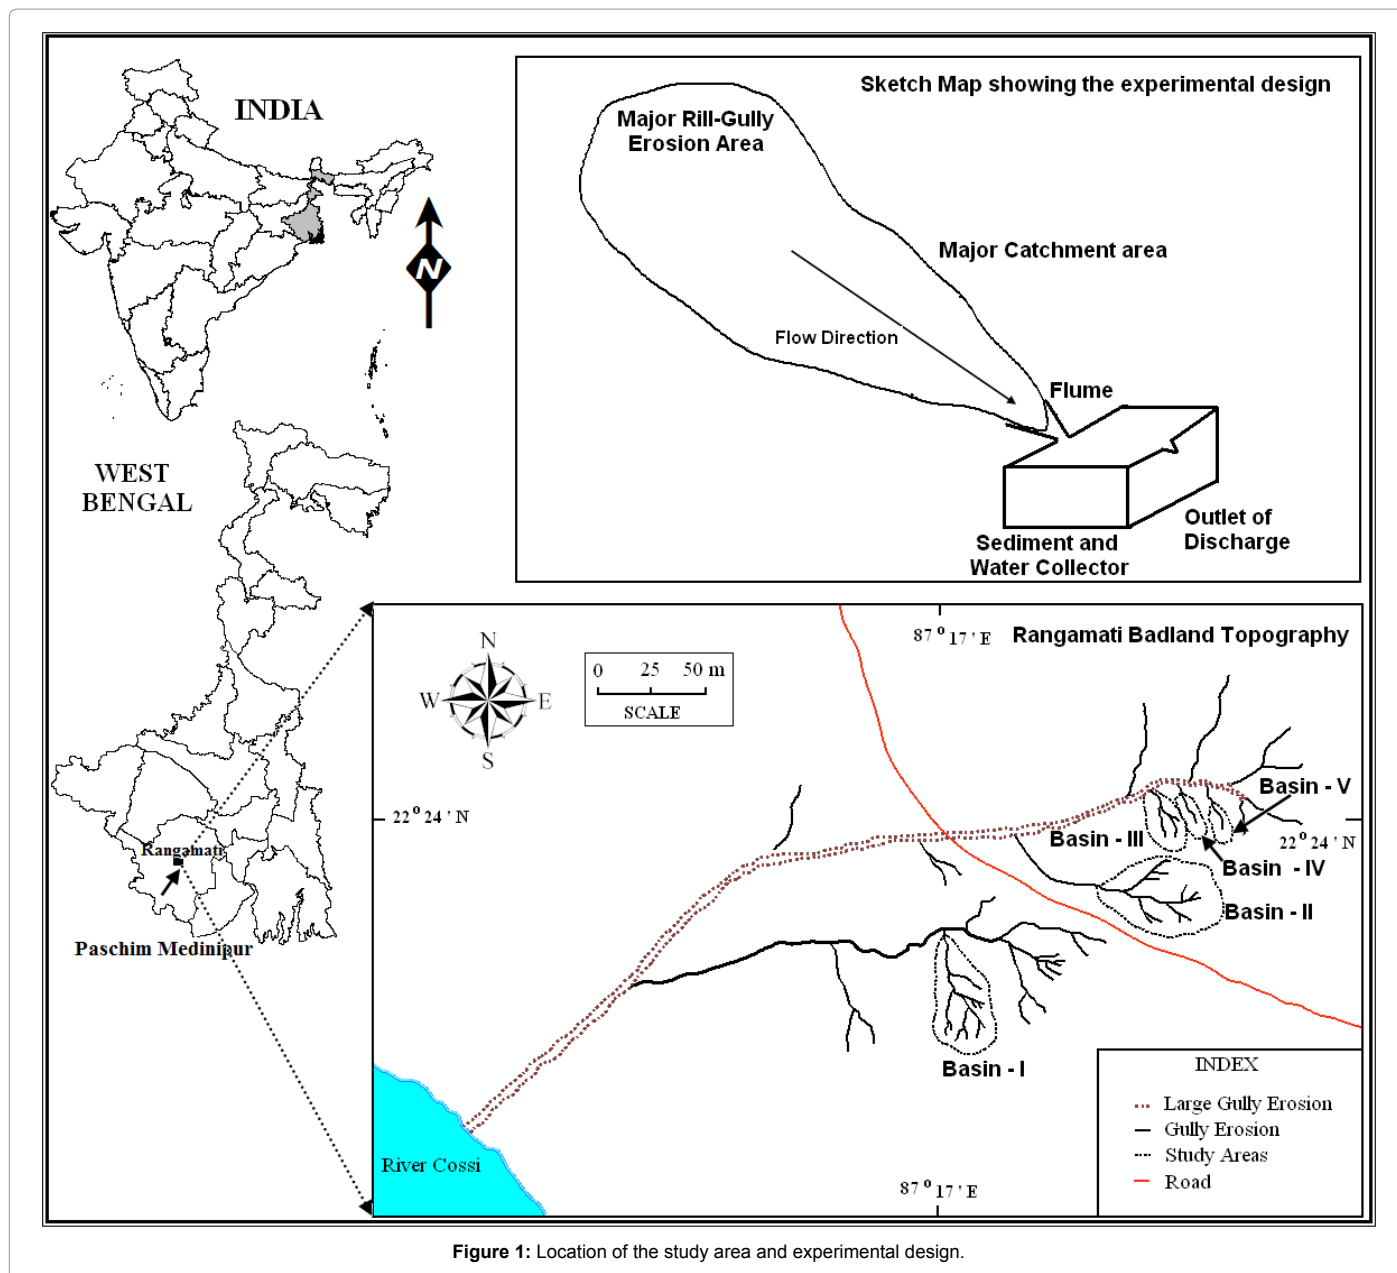 INDIA
N
WEST
BENGAL
Rangamati
Paschim Medinipur
Sketch Map showing the experimental design
Major Rill-Gully
Erosion Area
Major Catchment area
Flow Direction
Flume
Outlet of
Discharge
Sediment and
Water Collector
87° 17' E
Rangamati Badland Topography
N
W
E
S
0 25 50 m
SCALE
22° 24' N
Basin - V
Basin - III
22° 24' N
Basin - IV
Basin - II
Basin - I
River Cossi
87° 17' E
INDEX
Large Gully Erosion
Gully Erosion
Study Areas
Road
Figure 1: Location of the study area and experimental design.